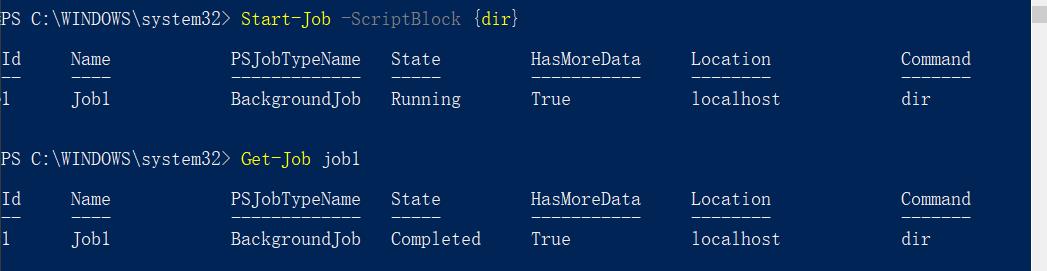 PS C:\WINDOWS\system32> Start-Job -ScriptBlock {dir}
Id Name PSJobTypeName State HasMoreData Location Command
-- ---- ------------- ----- ----------- -------- -------
1 Job1 BackgroundJob Running True localhost dir
PS C:\WINDOWS\system32> Get-Job job1
Id Name PSJobTypeName State HasMoreData Location Command
-- ---- ------------- ----- ----------- -------- -------
1 Job1 BackgroundJob Completed True localhost dir